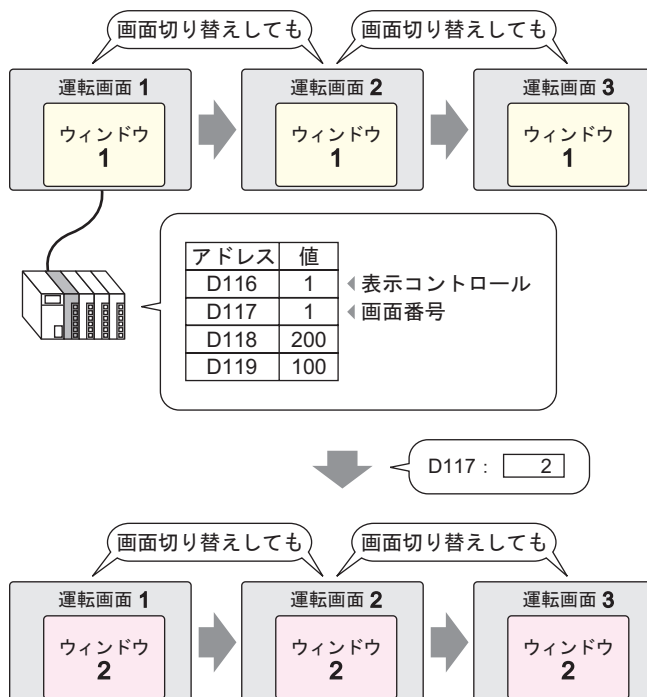 画面切り替えしても 画面切り替えしても
運転画面 1 運転画面 2 運転画面 3
ウィンドウ ウィンドウ ウィンドウ
1 1 1
アドレス 値
D116 1 表示コントロール
D117 1 画面番号
D118 200
D119 100
D117 : 2
画面切り替えしても 画面切り替えしても
運転画面 1 運転画面 2 運転画面 3
ウィンドウ ウィンドウ ウィンドウ
2 2 2